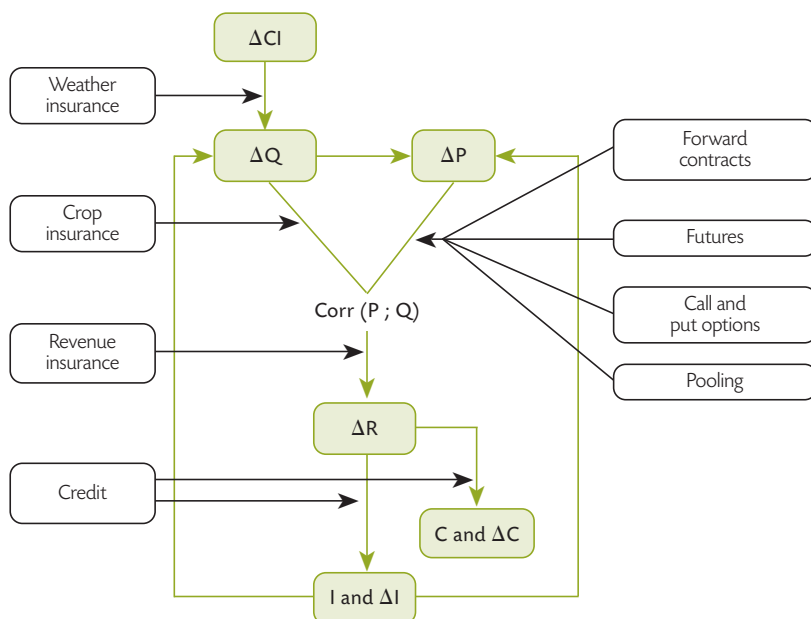 ΔCI
Weather
insurance
ΔQ
ΔP
Forward
contracts
Crop
insurance
Futures
Corr (P ; Q)
Call and
put options
Revenue
insurance
Pooling
ΔR
Credit
C and ΔC
I and ΔI